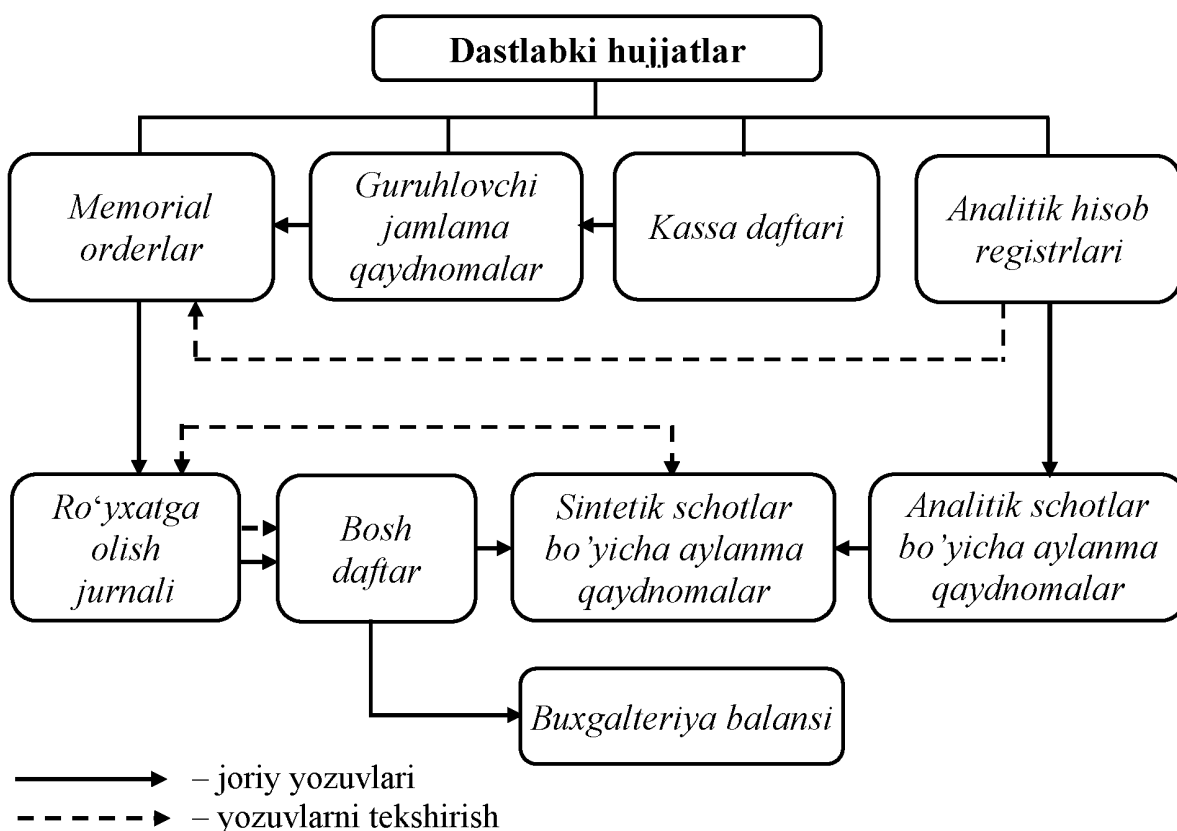 Dastlabki hujjatlar
Memorial
orderlar
Guruhlovchi
jamlama
qaydnomalar
Kassa daftari
Analitik hisob
registrlari
Ro‘yxatga
olish
jurnali
Bosh
daftar
Sintetik schotlar
bo’yicha aylanma
qaydnomalar
Analitik schotlar
bo’yicha aylanma
qaydnomalar
Buxgalteriya balansi
– joriy yozuvlari
– yozuvlarni tekshirish